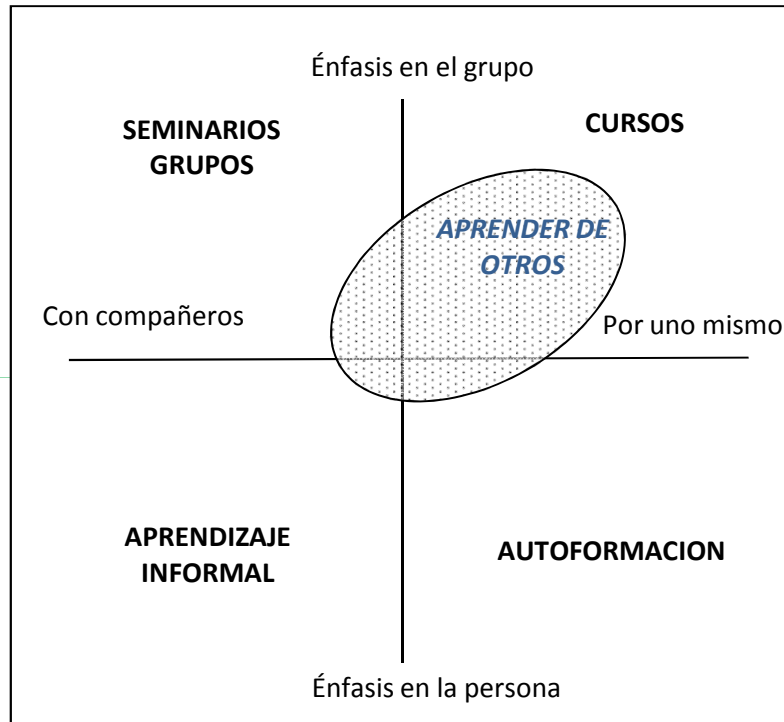 Énfasis en el grupo
SEMINARIOS
GRUPOS
CURSOS
APRENDER DE
OTROS
Con compañeros
Por uno mismo
APRENDIZAJE
INFORMAL
AUTOFORMACION
Énfasis en la persona